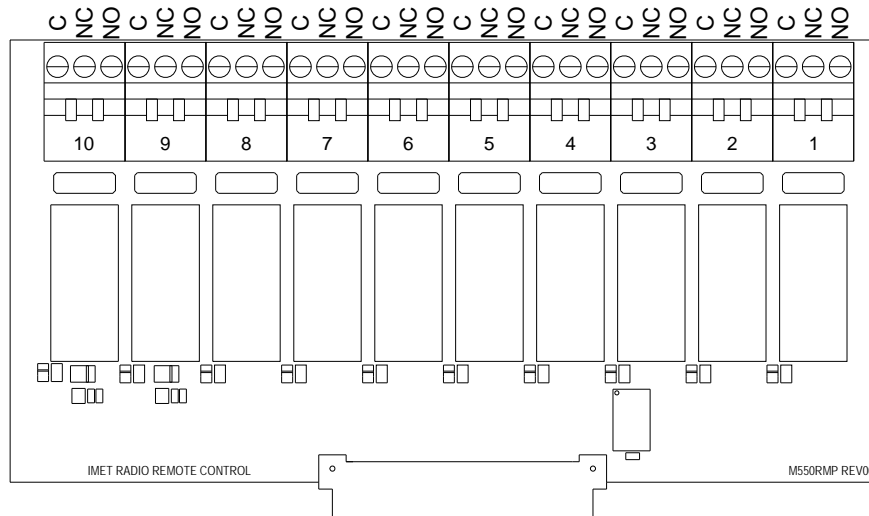 C NC NO C NC NO C NC NO C NC NO C NC NO C NC NO C NC NO C NC NO C NC NO C NC NO
10 9 8 7 6 5 4 3 2 1
IMET RADIO REMOTE CONTROL M550RMP REV0